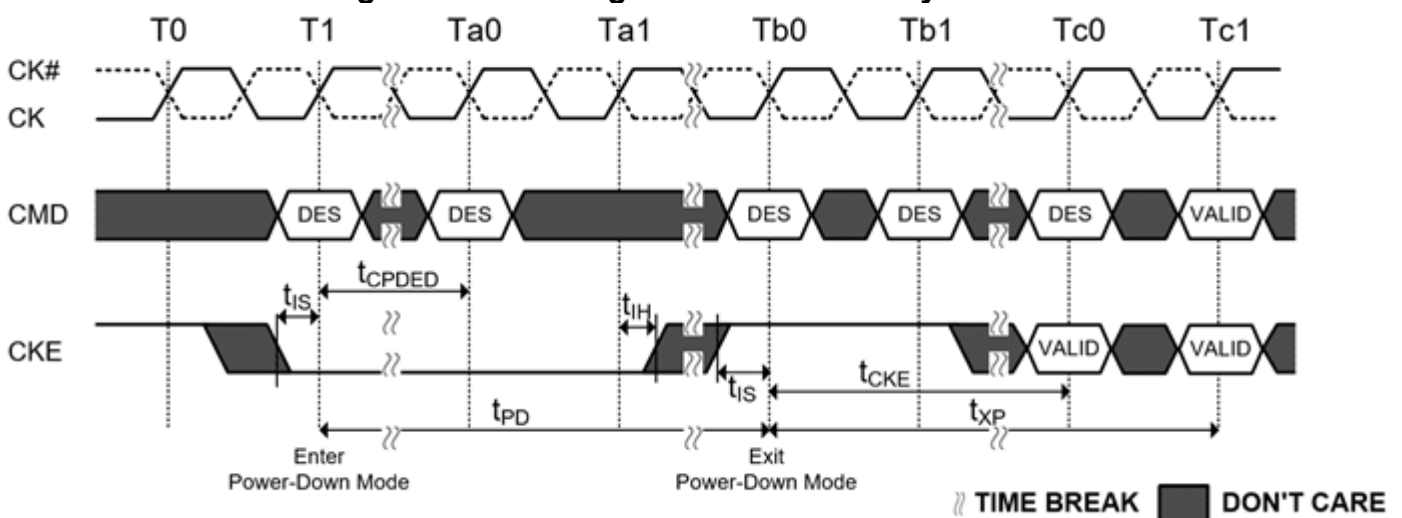 T0 T1 Ta0 Ta1 Tb0 Tb1 Tc0 Tc1
CK#
CK
CMD DES DES DES DES DES VALID
tCPDED
tIS tIH
CKE VALID VALID
tIS tCKE
tPD tXP
Enter Exit
Power-Down Mode Power-Down Mode
TIME BREAK DON'T CARE